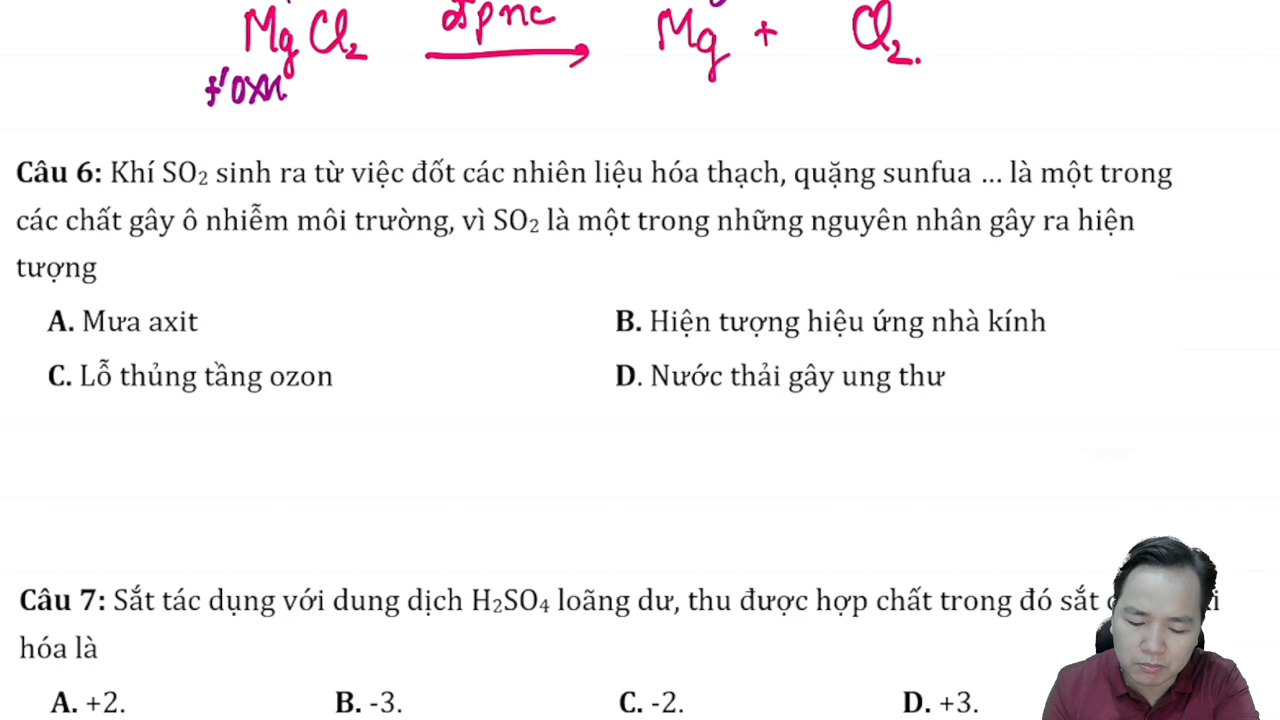 MgCl₂ đpnc → Mg + Cl₂.
Câu 6: Khí SO₂ sinh ra từ việc đốt các nhiên liệu hóa thạch, quặng sunfua ... là một trong
các chất gây ô nhiễm môi trường, vì SO₂ là một trong những nguyên nhân gây ra hiện
tượng
A. Mưa axit B. Hiện tượng hiệu ứng nhà kính
C. Lỗ thủng tầng ozon D. Nước thải gây ung thư
Câu 7: Sắt tác dụng với dung dịch H₂SO₄ loãng dư, thu được hợp chất trong đó sắt
hóa là
A. +2. B. -3. C. -2. D. +3.